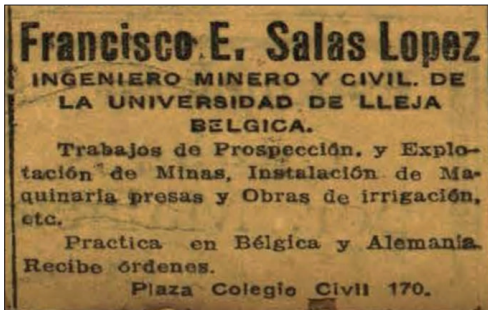 Francisco E. Salas Lopez
INGENIERO MINERO Y CIVIL. DE
LA UNIVERSIDAD DE LLEJA
BELGICA.
Trabajos de Prospección. y Explo-
tación de Minas, Instalación de Ma-
quinaria presas y Obras de irrigación,
etc.
Practica en Bélgica y Alemania.
Recibe órdenes.
Plaza Colegio Civil 170.